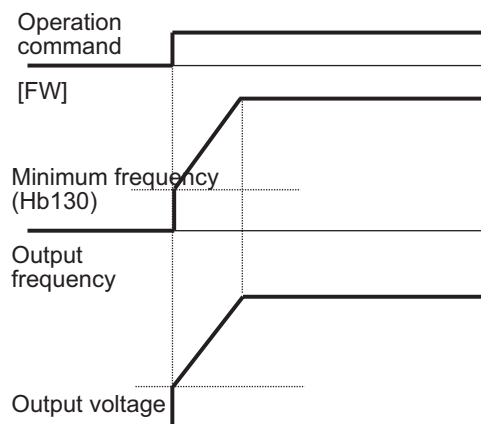 Operation
command
[FW]
Minimum frequency
(Hb130)
Output
frequency
Output voltage